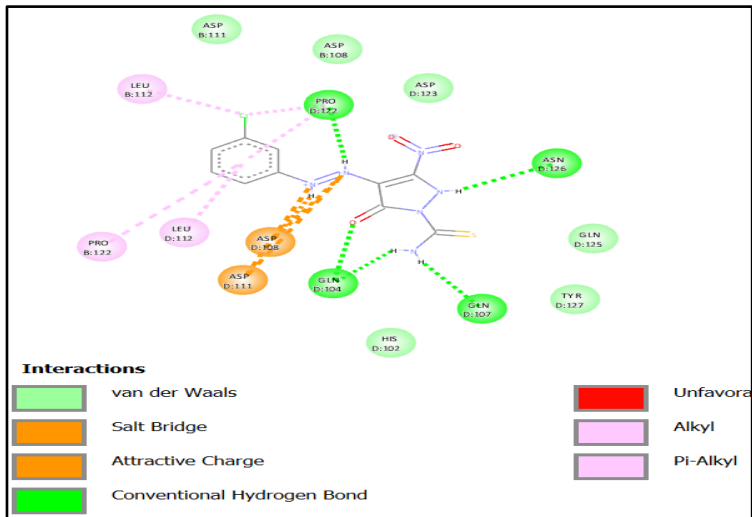 ASP
B:111
ASP
B:108
ASP
D:123
LEU
B:112
PRO
D:122
ASN
D:126
GLN
D:125
TYR
D:127
PRO
B:122
LEU
D:112
ASP
D:108
ASP
D:111
GLN
D:104
GLN
D:107
HIS
D:102
H
N
N
H
N
O
O
N
H
N
O
H
N
H
S
Interactions
van der Waals
Salt Bridge
Attractive Charge
Conventional Hydrogen Bond
Unfavora
Alkyl
Pi-Alkyl